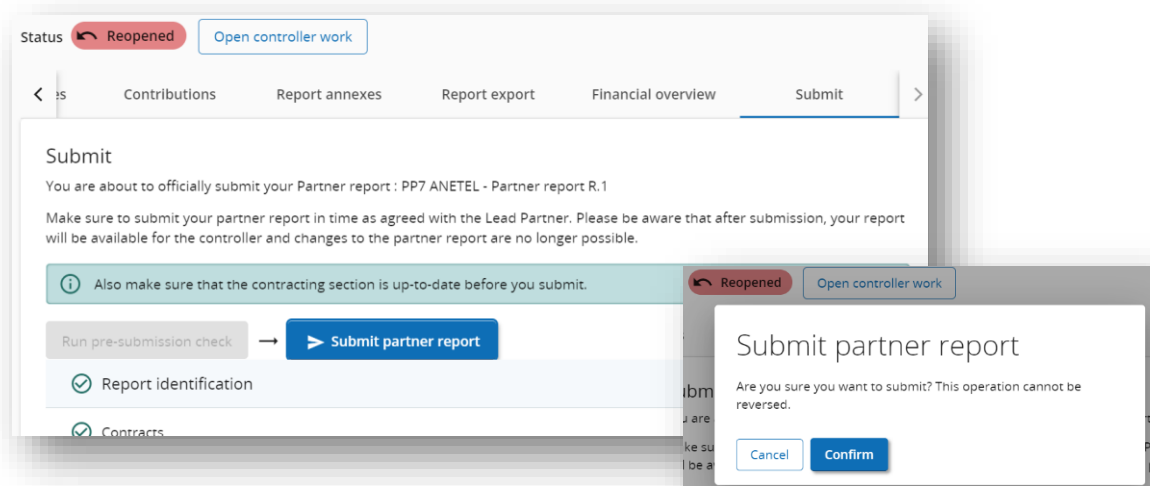 Status Reopened Open controller work
Contributions Report annexes Report export Financial overview Submit
Submit
You are about to officially submit your Partner report : PP7 ANETEL - Partner report R.1
Make sure to submit your partner report in time as agreed with the Lead Partner. Please be aware that after submission, your report
will be available for the controller and changes to the partner report are no longer possible.
Also make sure that the contracting section is up-to-date before you submit.
Run pre-submission check → Submit partner report
Report identification
Contracts
Reopened Open controller work
Submit partner report
Are you sure you want to submit? This operation cannot be
reversed.
Cancel Confirm